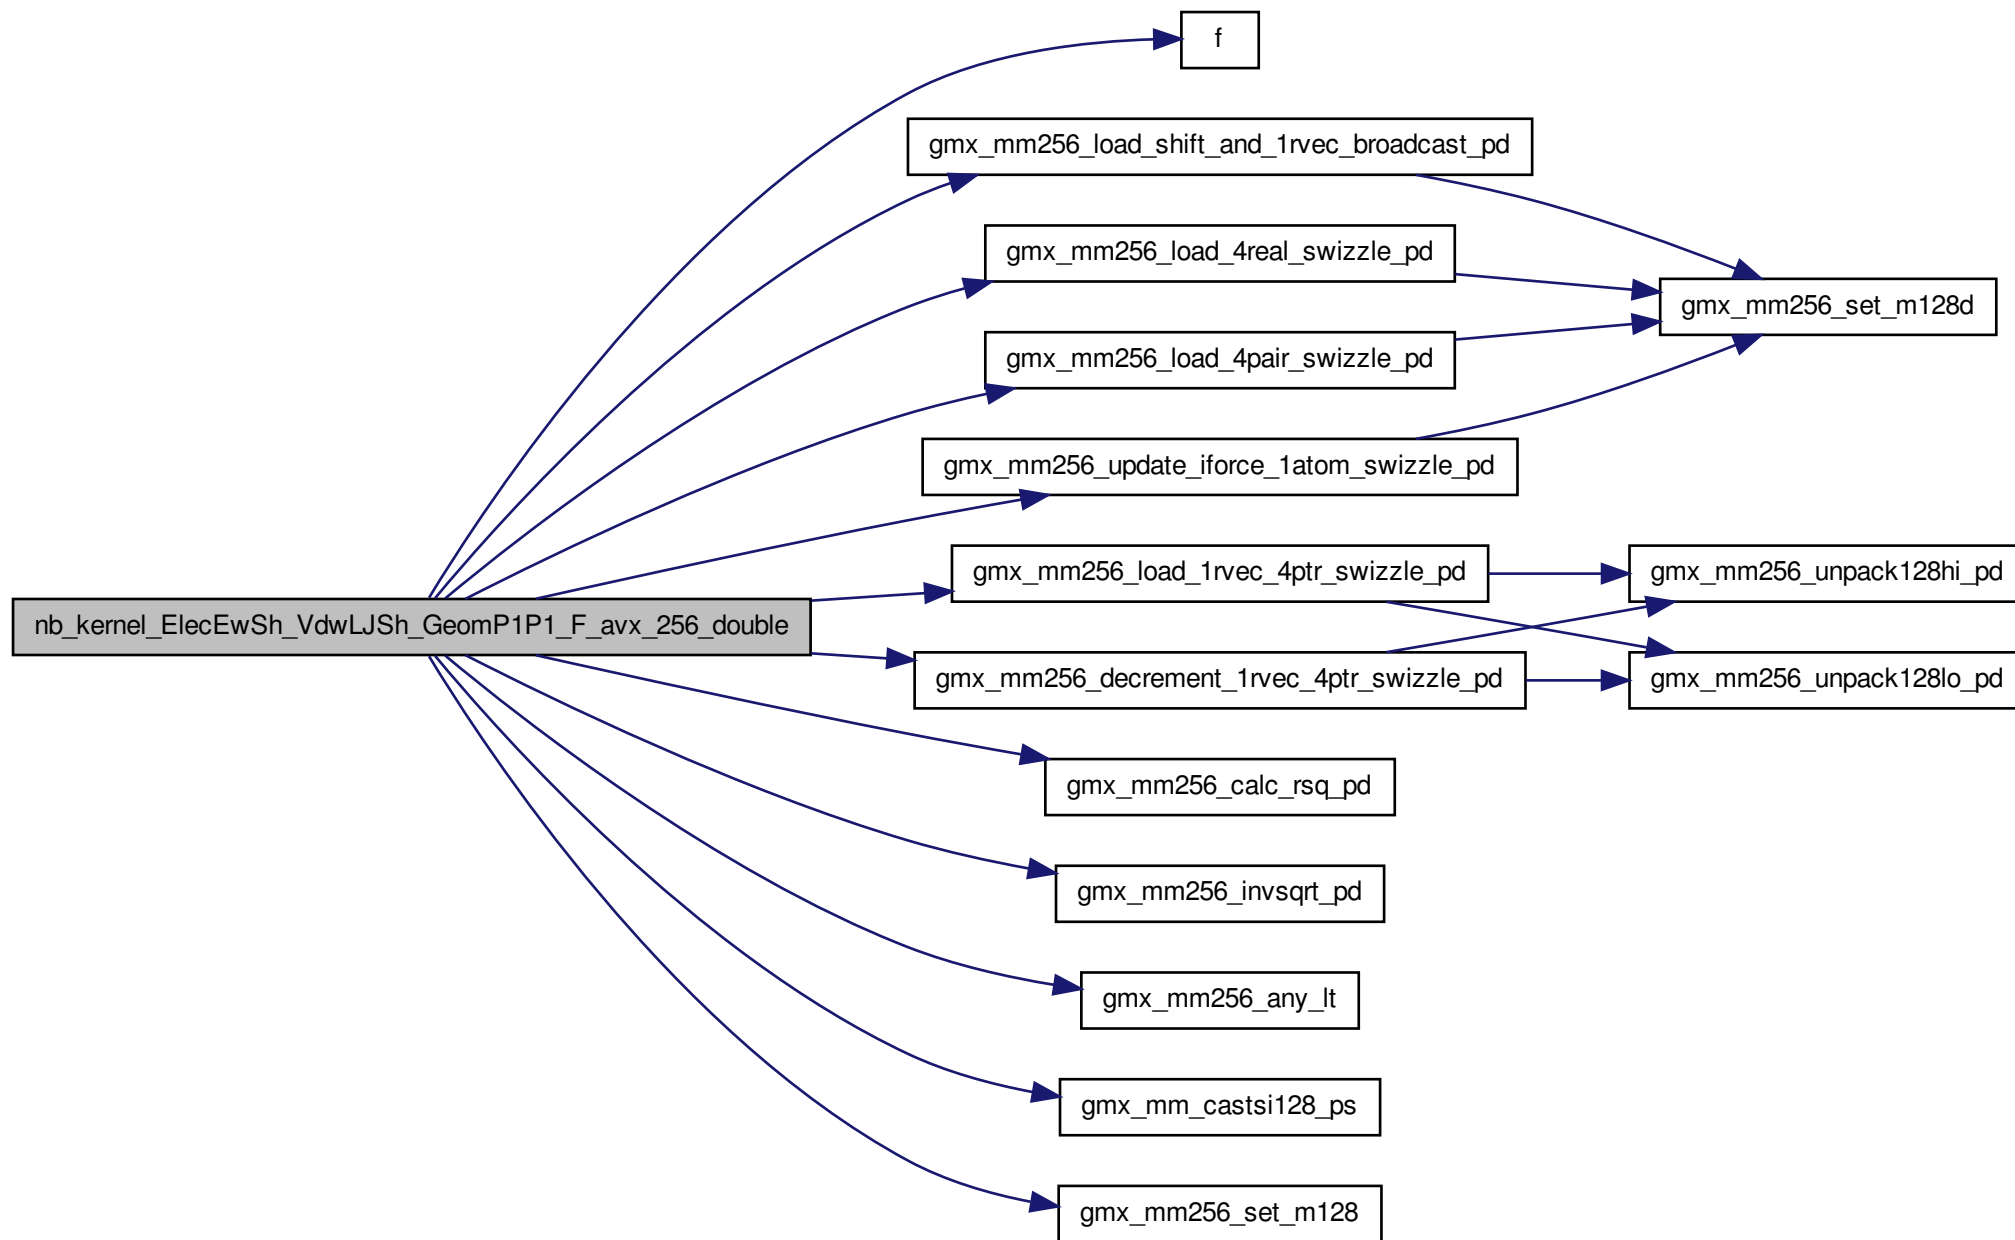 f
gmx_mm256_load_shift_and_1rvec_broadcast_pd
gmx_mm256_load_4real_swizzle_pd
gmx_mm256_set_m128d
gmx_mm256_load_4pair_swizzle_pd
gmx_mm256_update_iforce_1atom_swizzle_pd
gmx_mm256_load_1rvec_4ptr_swizzle_pd
gmx_mm256_unpack128hi_pd
nb_kernel_ElecEwSh_VdwLJSh_GeomP1P1_F_avx_256_double
gmx_mm256_decrement_1rvec_4ptr_swizzle_pd
gmx_mm256_unpack128lo_pd
gmx_mm256_calc_rsq_pd
gmx_mm256_invsqrt_pd
gmx_mm256_any_lt
gmx_mm_castsi128_ps
gmx_mm256_set_m128